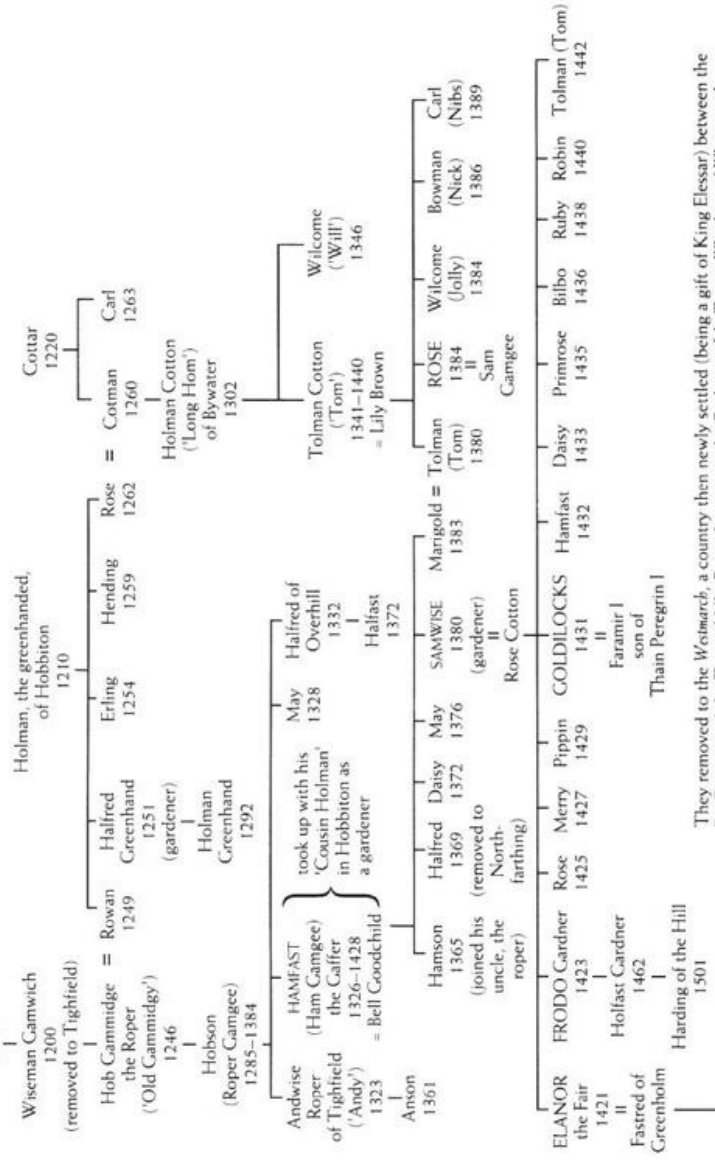 Wiseman Gamwich
1200
(removed to Tighfield)
Holman, the greenhanded,
of Hobbiton
1210
Cottar
1220
Hob Gammidge
the Roper
('Old Gammidgy')
1246
=
Rowan
1249
Halfred
Greenhand
1251
(gardener)
Erling
1254
Hending
1259
Rose
1262
=
Cotman
1260
Carl
1263
Hobson
(Roper Gamgee)
1285–1384
Holman
Greenhand
1292
Holman Cotton
('Long Hom')
of Bywater
1302
Andwise
Roper
of Tighfield
('Andy')
1323
Anson
1361
HAMFAST
(Ham Gamgee)
the Gaffer
1326–1428
= Bell Goodchild
took up with his
'Cousin Holman'
in Hobbiton as
a gardener
May
1328
Halfred of
Overhill
1332
Halfast
1372
Tolman Cotton
('Tom')
1341–1440
= Lily Brown
Wilcome
('Will')
1346
Hamson
1365
(joined his
uncle, the
roper)
Halfred
1369
(removed to
North-
farthing)
Daisy
1372
May
1376
SAMWISE
1380
(gardener)
=
Rose Cotton
Marigold
1383
=
Tolman
(Tom)
1380
ROSE
1384
=
Sam
Gamgee
Wilcome
(Jolly)
1384
Bowman
(Nick)
1386
Carl
(Nibs)
1389
ELANOR
the Fair
1421
=
Fastred of
Greenholm
FRODO Gardner
1423
Holfast Gardner
1462
Harding of the Hill
1501
Rose
1425
Merry
1427
Pippin
1429
GOLDILOCKS
1431
=
Faramir I
son of
Thain Peregrin I
Hamfast
1432
Daisy
1433
Primrose
1435
Bilbo
1436
Ruby
1438
Robin
1440
Tolman (Tom)
1442
They removed to the Westmarch, a country then newly settled (being a gift of King Elessar) between the